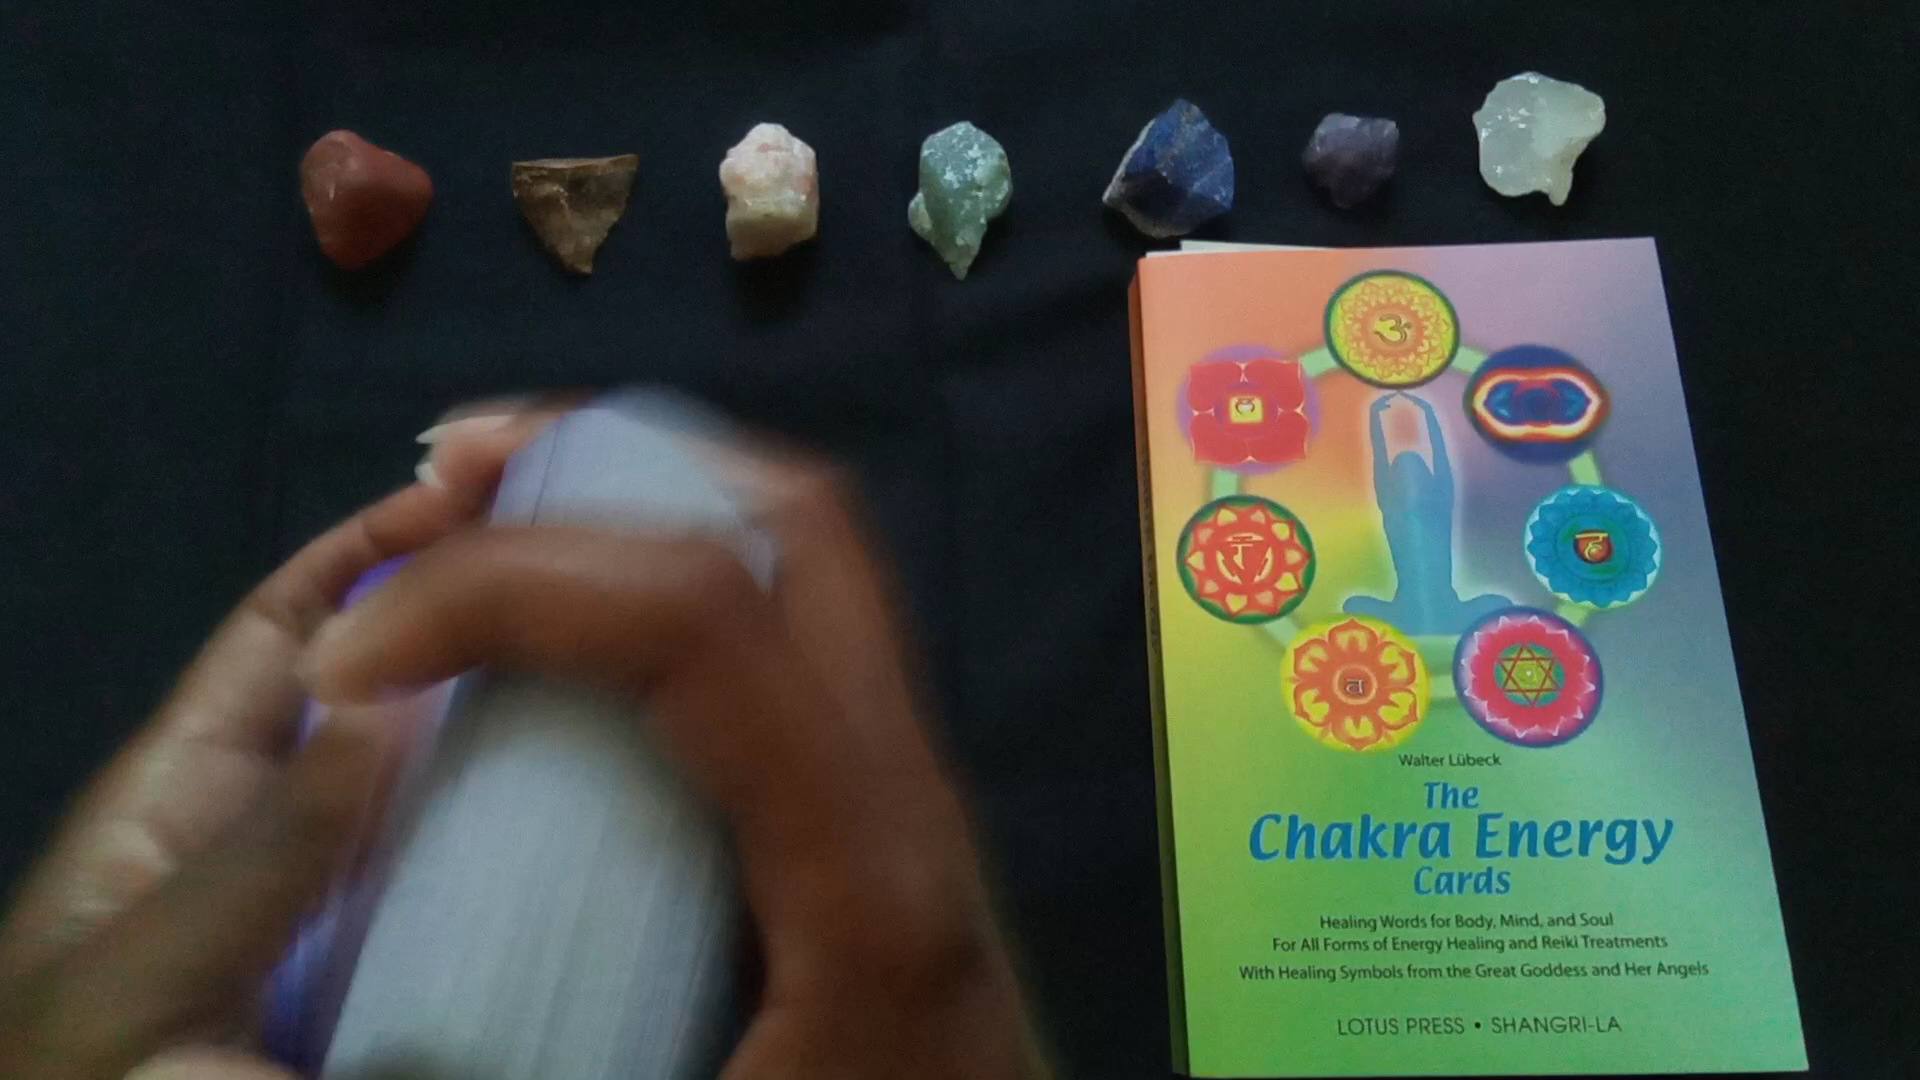 ॐ
Walter Lübeck
The
Chakra Energy
Cards
Healing Words for Body, Mind, and Soul
For All Forms of Energy Healing and Reiki Treatments
With Healing Symbols from the Great Goddess and Her Angels
LOTUS PRESS • SHANGRI-LA